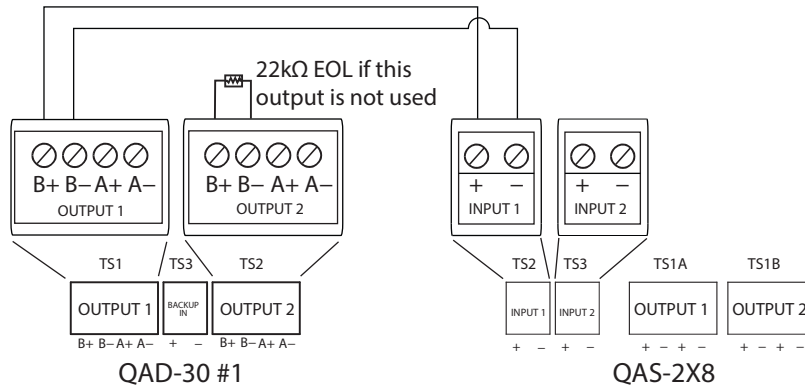 22kΩ EOL if this
output is not used
B+ B– A+ A–
OUTPUT 1
B+ B– A+ A–
OUTPUT 2
+ –
INPUT 1
+ –
INPUT 2
TS1 TS3 TS2
OUTPUT 1
BACKUP
IN
OUTPUT 2
B+ B– A+ A– + – B+ B– A+ A–
QAD-30 #1
TS2 TS3 TS1A TS1B
INPUT 1 INPUT 2 OUTPUT 1 OUTPUT 2
+ – + – + – + – + – + –
QAS-2X8